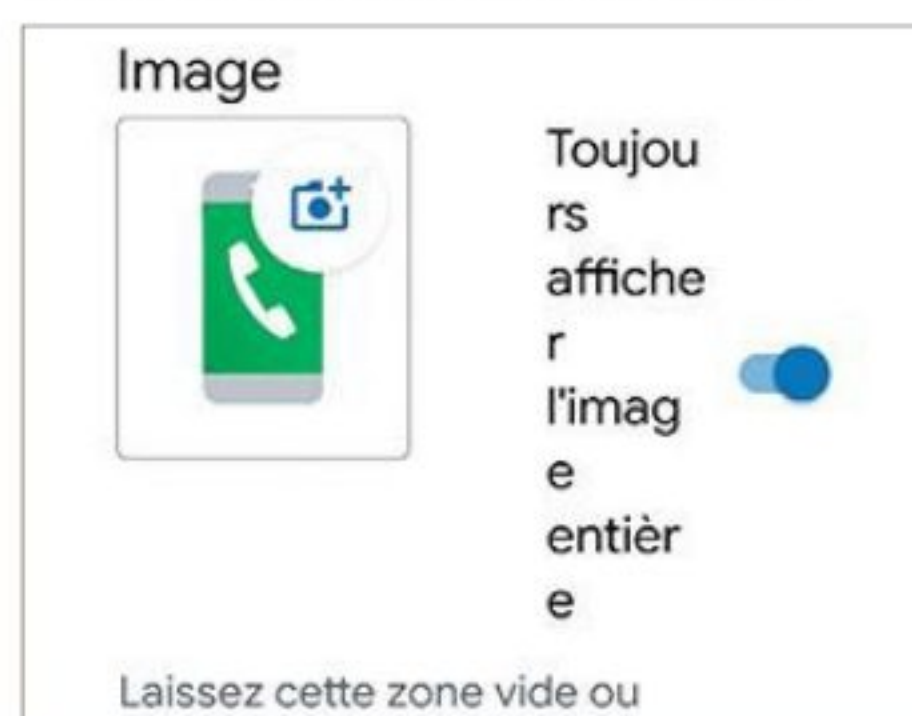 Image
Toujou
rs
affiche
r
l'imag
e
entièr
e
Laissez cette zone vide ou